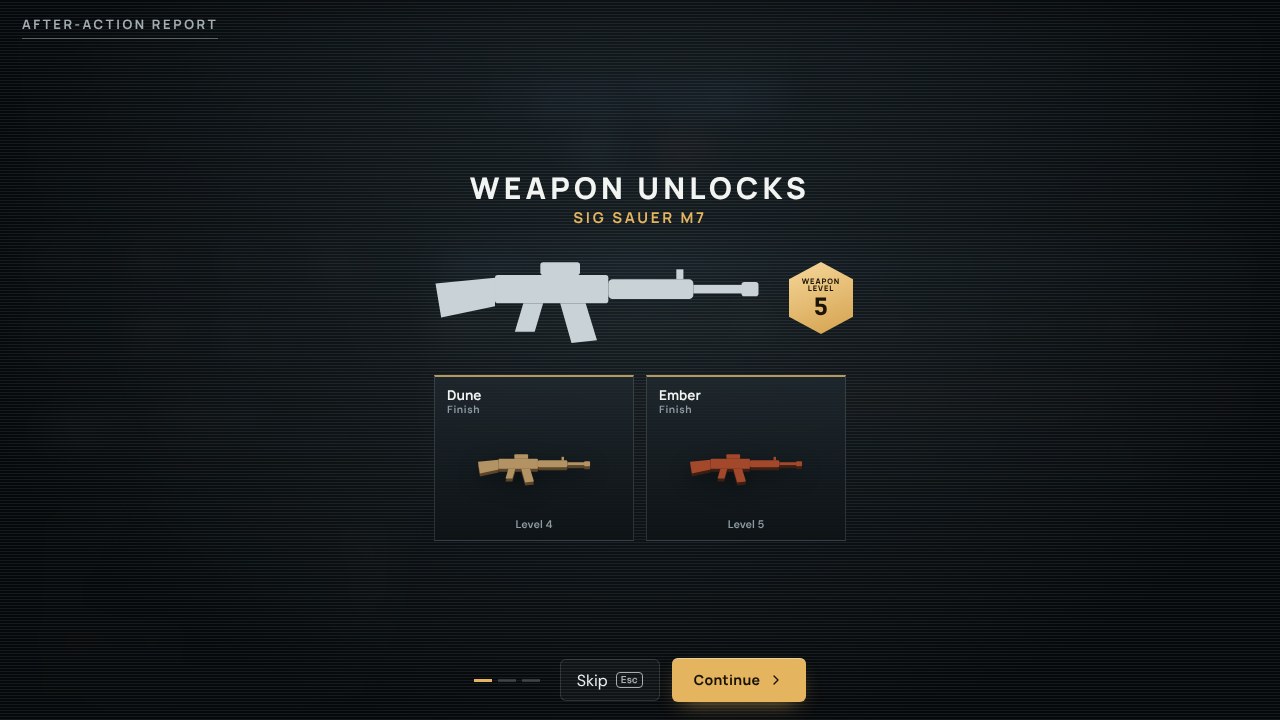 AFTER-ACTION REPORT
WEAPON UNLOCKS
SIG SAUER M7
WEAPON
LEVEL
5
Dune
Finish
Level 4
Ember
Finish
Level 5
Skip Esc
Continue